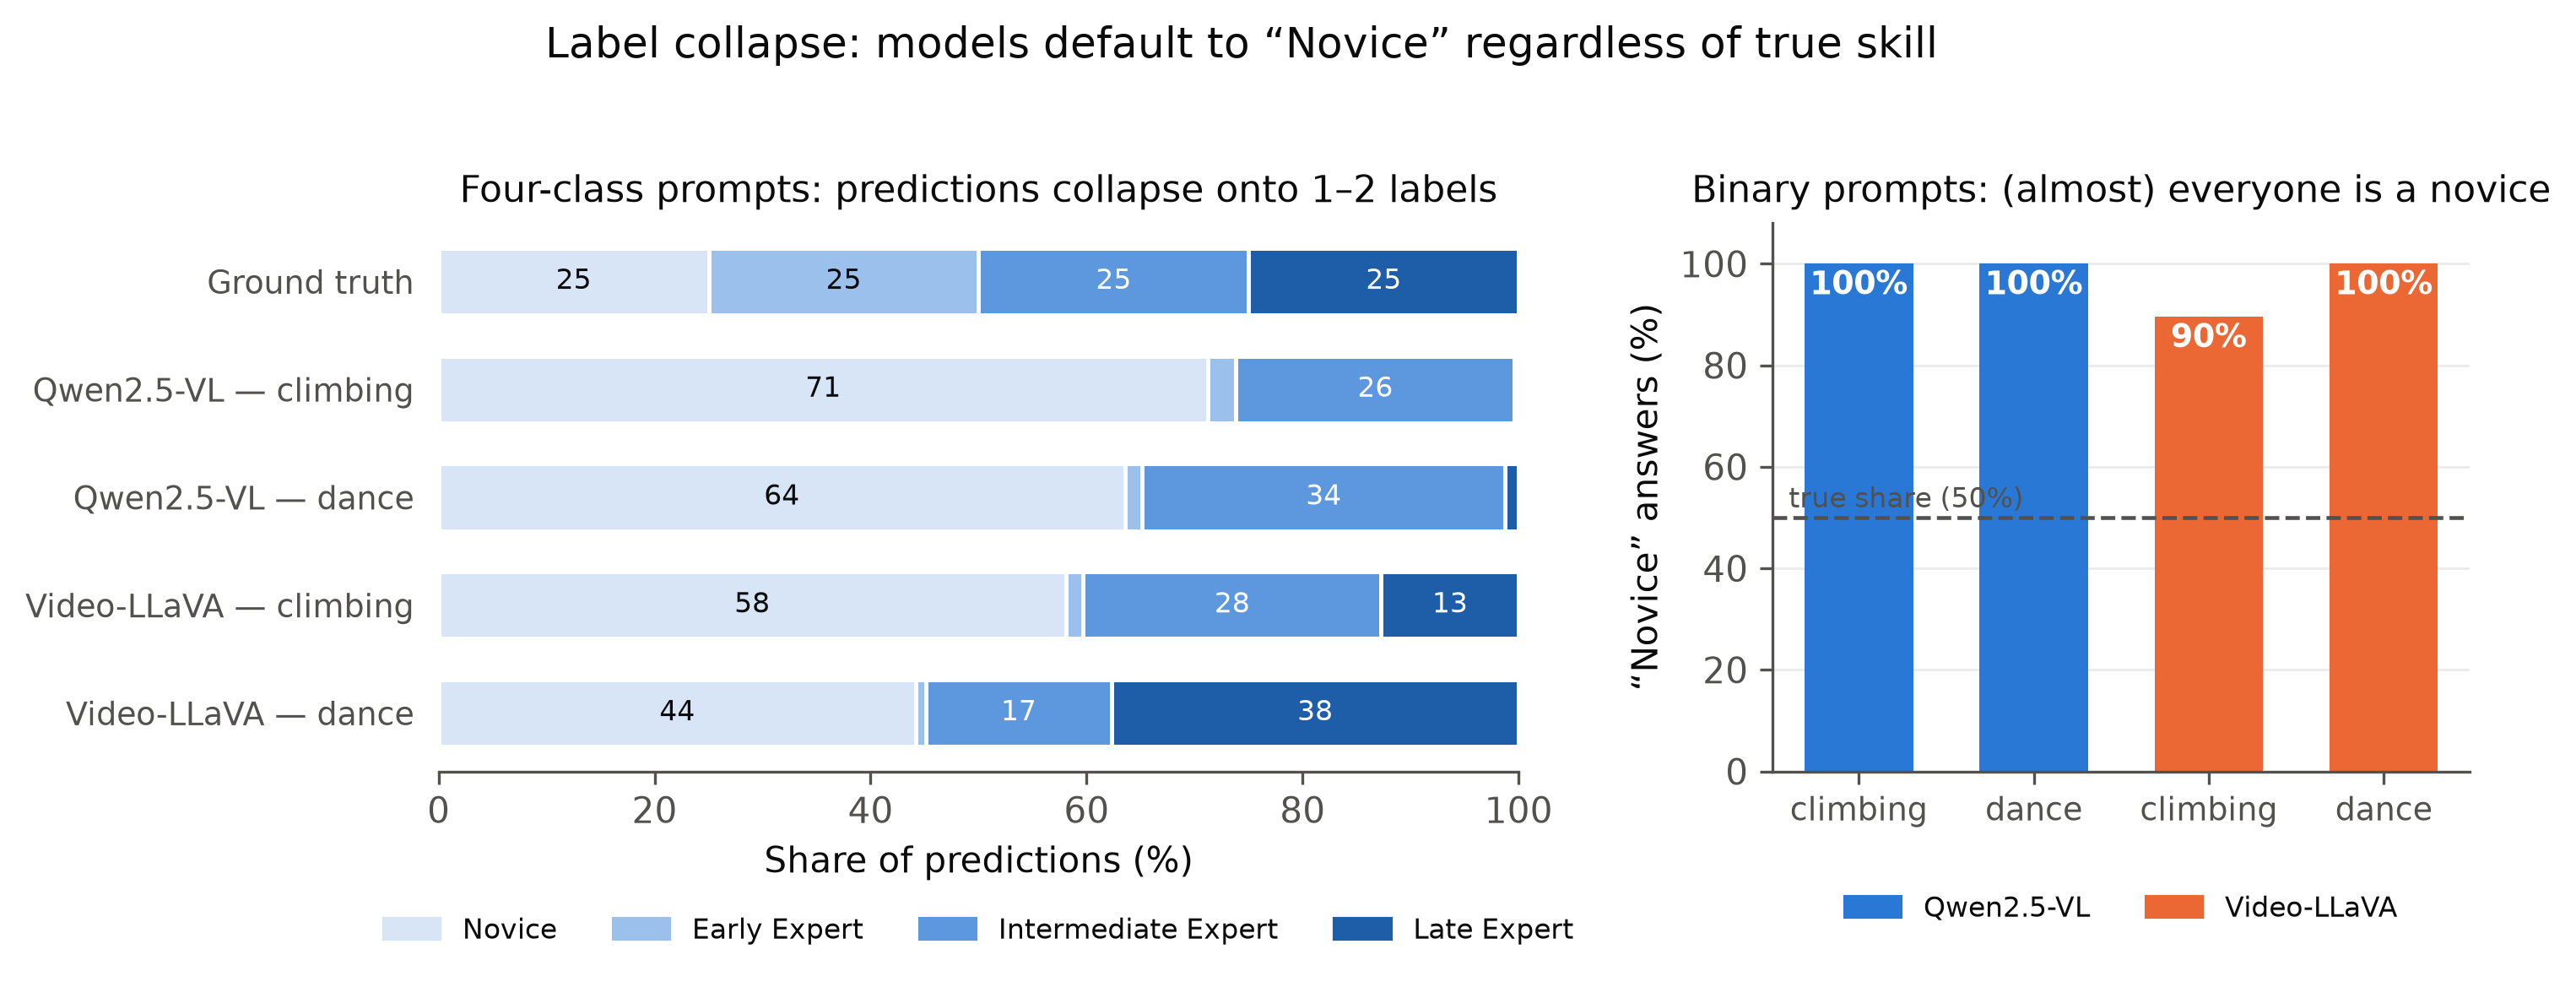 Label collapse: models default to “Novice” regardless of true skill
Four-class prompts: predictions collapse onto 1–2 labels
Ground truth
25
25
25
25
Qwen2.5-VL — climbing
71
26
Qwen2.5-VL — dance
64
34
Video-LLaVA — climbing
58
28
13
Video-LLaVA — dance
44
17
38
0
20
40
60
80
100
Share of predictions (%)
Novice
Early Expert
Intermediate Expert
Late Expert
Binary prompts: (almost) everyone is a novice
“Novice” answers (%)
100
80
60
40
20
0
100%
100%
90%
100%
true share (50%)
climbing
dance
climbing
dance
Qwen2.5-VL
Video-LLaVA